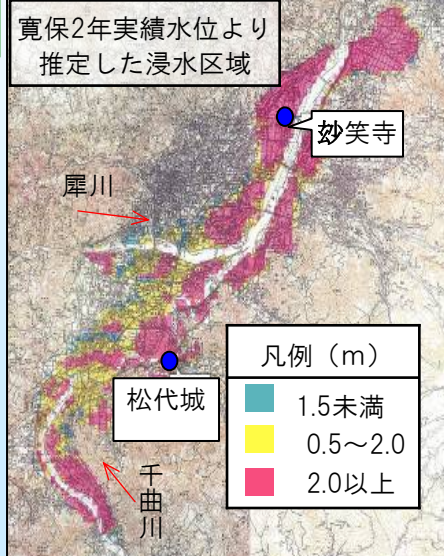 寛保2年実績水位より
推定した浸水区域
妙笑寺
犀川
松代城
千曲川
凡例（m）
1.5未満
0.5～2.0
2.0以上